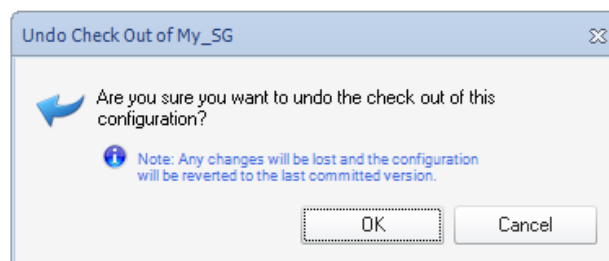 Undo Check Out of My_SG
Are you sure you want to undo the check out of this
configuration?
Note: Any changes will be lost and the configuration
will be reverted to the last committed version.
OK
Cancel